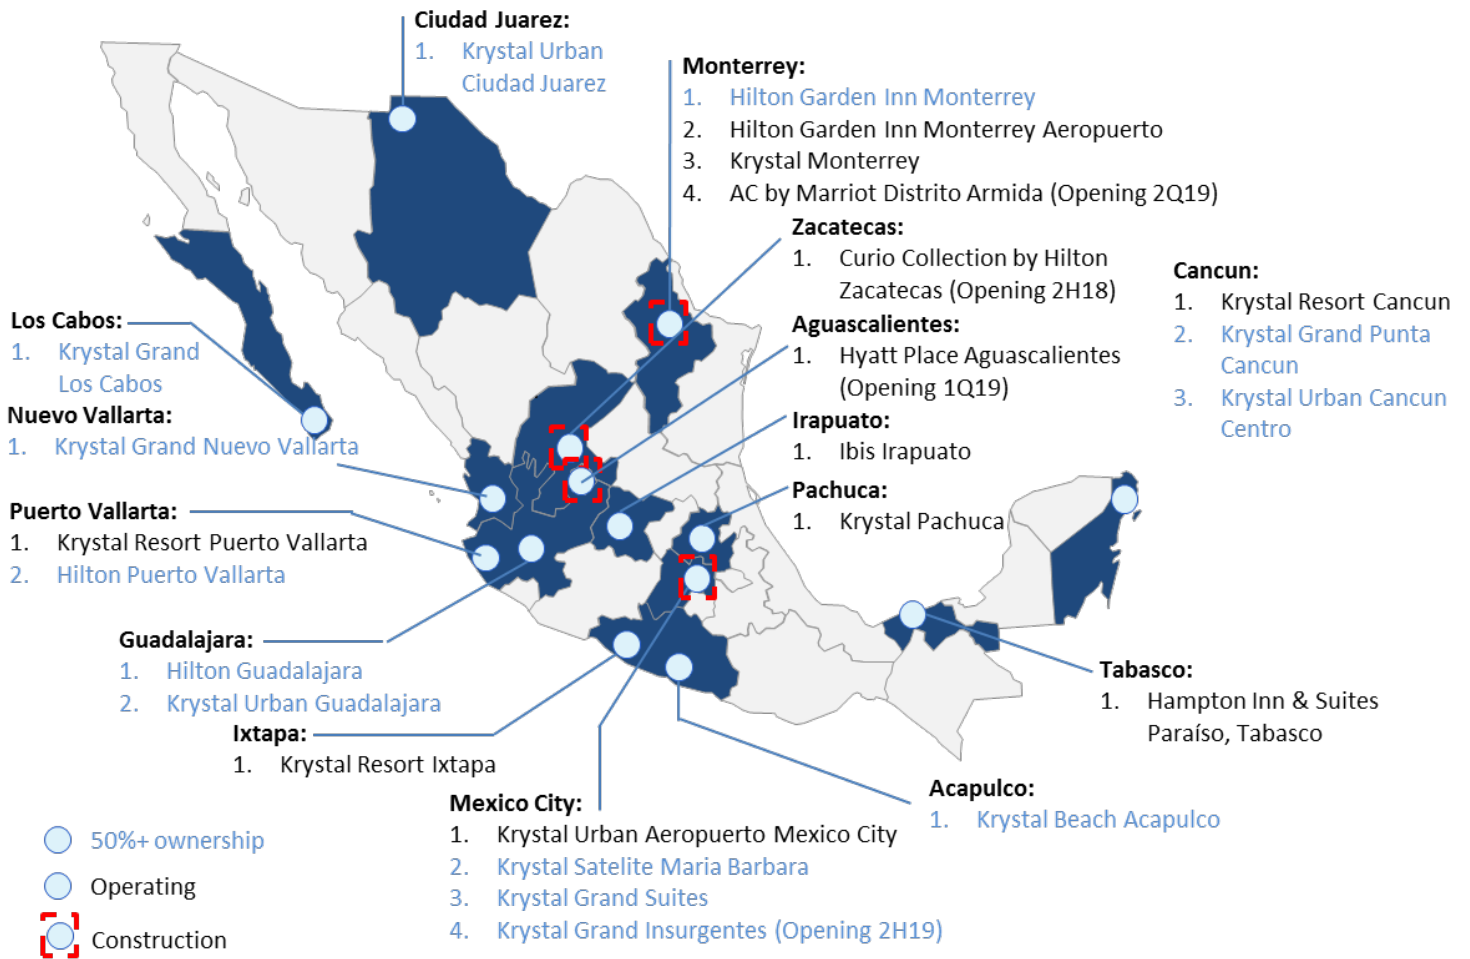 Ciudad Juarez:
1. Krystal Urban
Ciudad Juarez
Monterrey:
1. Hilton Garden Inn Monterrey
2. Hilton Garden Inn Monterrey Aeropuerto
3. Krystal Monterrey
4. AC by Marriot Distrito Armida (Opening 2Q19)
Zacatecas:
1. Curio Collection by Hilton
Zacatecas (Opening 2H18)
Cancun:
1. Krystal Resort Cancun
2. Krystal Grand Punta
Cancun
3. Krystal Urban Cancun
Centro
Aguascalientes:
1. Hyatt Place Aguascalientes
(Opening 1Q19)
Los Cabos:
1. Krystal Grand
Los Cabos
Nuevo Vallarta:
1. Krystal Grand Nuevo Vallarta
Irapuato:
1. Ibis Irapuato
Pachuca:
1. Krystal Pachuca
Puerto Vallarta:
1. Krystal Resort Puerto Vallarta
2. Hilton Puerto Vallarta
Guadalajara:
1. Hilton Guadalajara
2. Krystal Urban Guadalajara
Tabasco:
1. Hampton Inn & Suites
Paraíso, Tabasco
Ixtapa:
1. Krystal Resort Ixtapa
Acapulco:
1. Krystal Beach Acapulco
Mexico City:
1. Krystal Urban Aeropuerto Mexico City
2. Krystal Satelite Maria Barbara
3. Krystal Grand Suites
4. Krystal Grand Insurgentes (Opening 2H19)
50%+ ownership
Operating
Construction